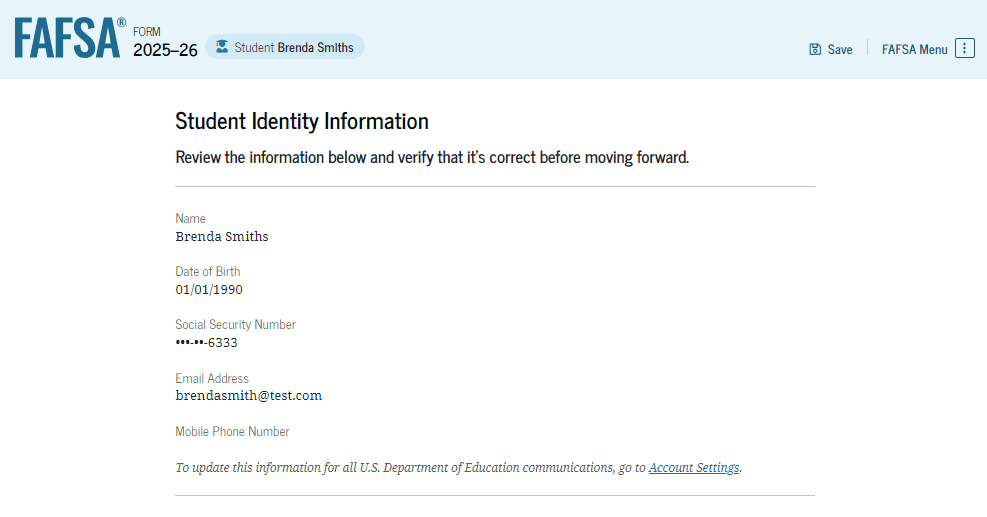 FAFSA®
FORM
2025–26
Student Brenda Smiths
Save
FAFSA Menu
Student Identity Information
Review the information below and verify that it's correct before moving forward.
Name
Brenda Smiths
Date of Birth
01/01/1990
Social Security Number
•••-••-6333
Email Address
brendasmith@test.com
Mobile Phone Number
To update this information for all U.S. Department of Education communications, go to Account Settings.